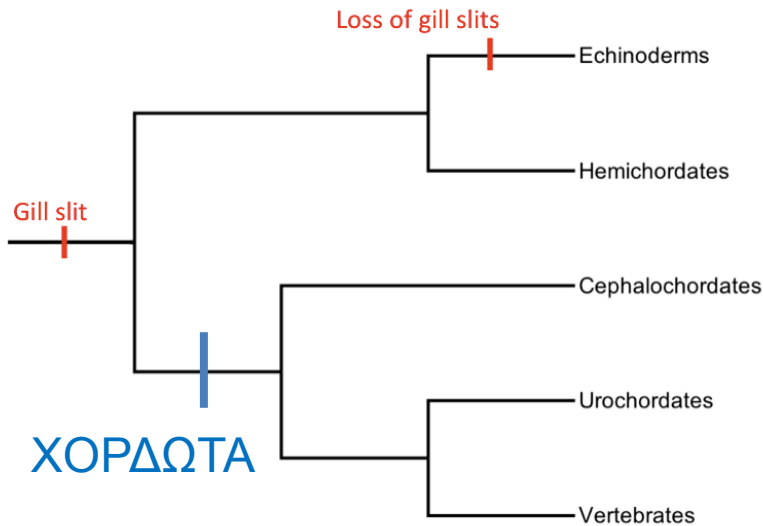 Loss of gill slits
Echinoderms
Hemichordates
Gill slit
Cephalochordates
Urochordates
ΧΟΡΔΩΤΑ
Vertebrates